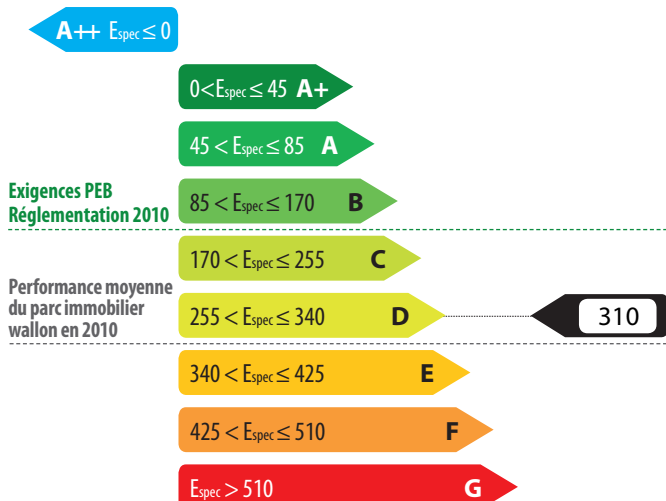 A++ Espec ≤ 0
0<Espec ≤ 45 A+
45 < Espec ≤ 85 A
Exigences PEB
Réglementation 2010
85 < Espec ≤ 170 B
170 < Espec ≤ 255 C
Performance moyenne
du parc immobilier
wallon en 2010
255 < Espec ≤ 340 D
310
340 < Espec ≤ 425 E
425 < Espec ≤ 510 F
Espec > 510 G